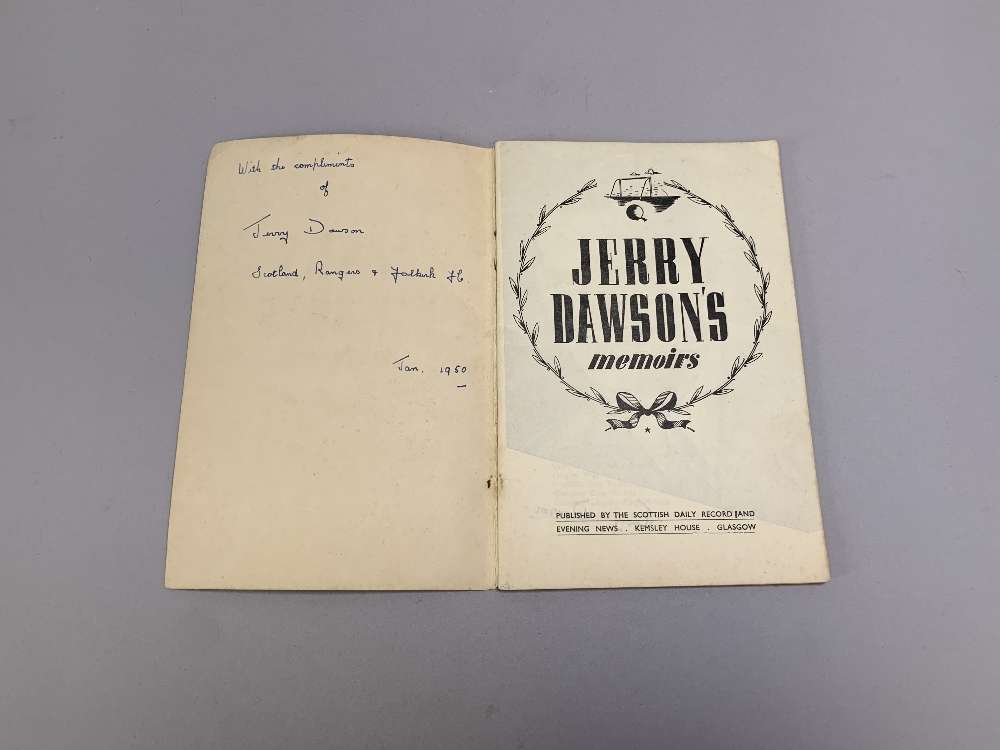 With the compliments
of
Jerry Dawson
Scotland, Rangers & Falkirk FC.
Jan. 1950
JERRY
DAWSON'S
memoirs
PUBLISHED BY THE SCOTTISH DAILY RECORD AND
EVENING NEWS . KEMSLEY HOUSE . GLASGOW